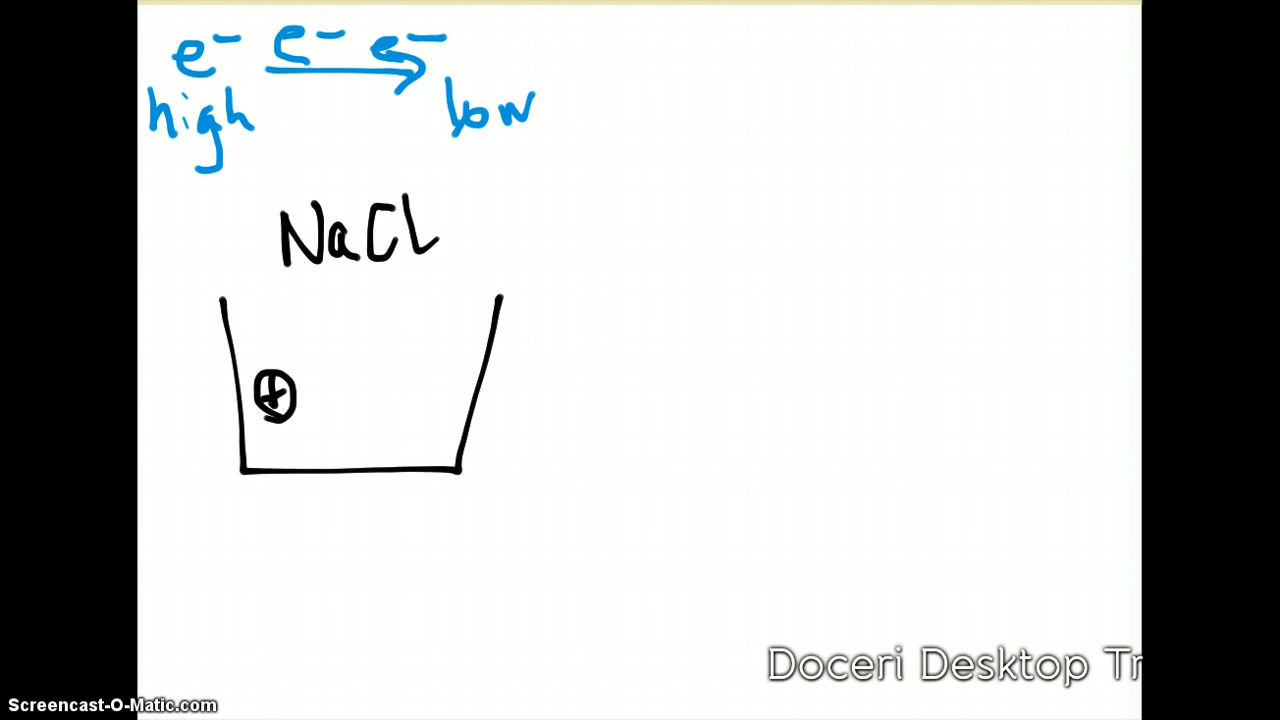 e⁻ e⁻ e⁻
high low
NaCl
+
Doceri Desktop Tr
Screencast-O-Matic.com